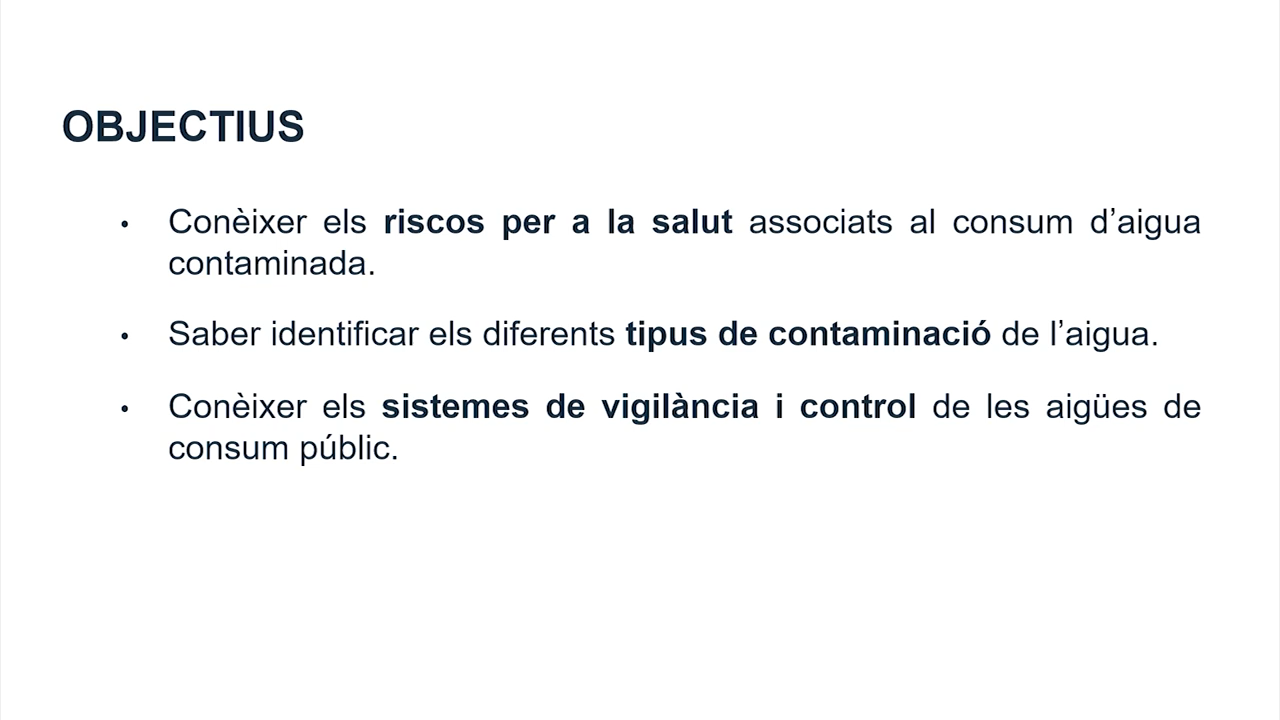 OBJECTIUS
• Conèixer els riscos per a la salut associats al consum d’aigua
contaminada.
• Saber identificar els diferents tipus de contaminació de l’aigua.
• Conèixer els sistemes de vigilància i control de les aigües de
consum públic.